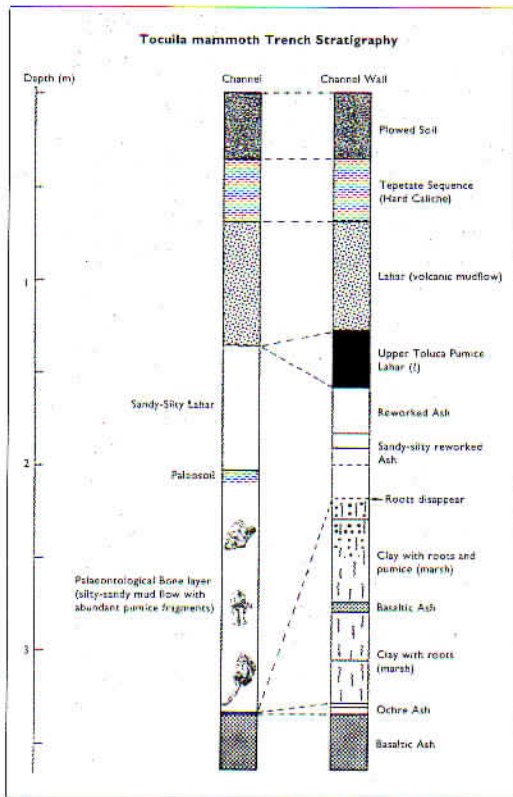 Tocuila mammoth Trench Stratigraphy
Channel
Channel Wall
Depth (m)
Plowed Soil
Tepetate Sequence
(Hard Caliche)
1
Lahar (volcanic mudflow)
Upper Toluca Pumice
Lahar (?)
Sandy-Silty Lahar
Reworked Ash
Sandy-silty reworked
Ash
2
Paleosoil
Roots disappear
Clay with roots and
pumice (marsh)
Palaeontological Bone layer
(silty-sandy mud flow with
abundant pumice fragments)
Basaltic Ash
3
Clay with roots
(marsh)
Ochre Ash
Basaltic Ash